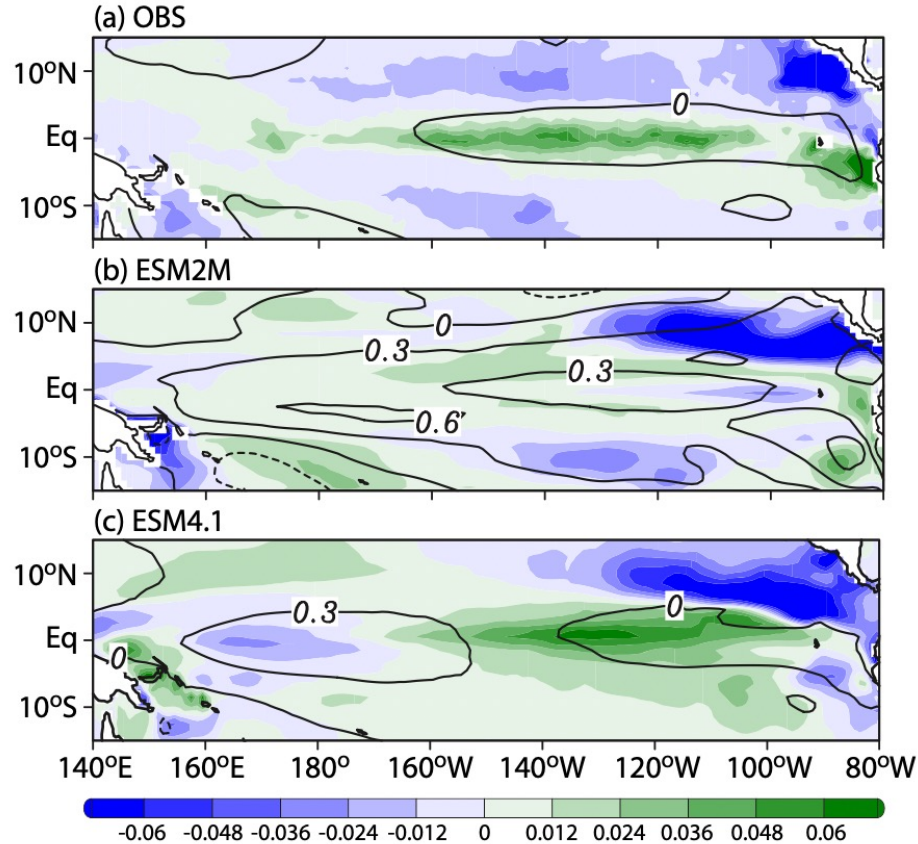 (a) OBS
10°N
0
Eq
10°S
(b) ESM2M
10°N
0
0.3
Eq
0.3
0.6
10°S
(c) ESM4.1
10°N
0.3
0
Eq
0
10°S
140°E 160°E 180° 160°W 140°W 120°W 100°W 80°W
-0.06 -0.048 -0.036 -0.024 -0.012 0 0.012 0.024 0.036 0.048 0.06